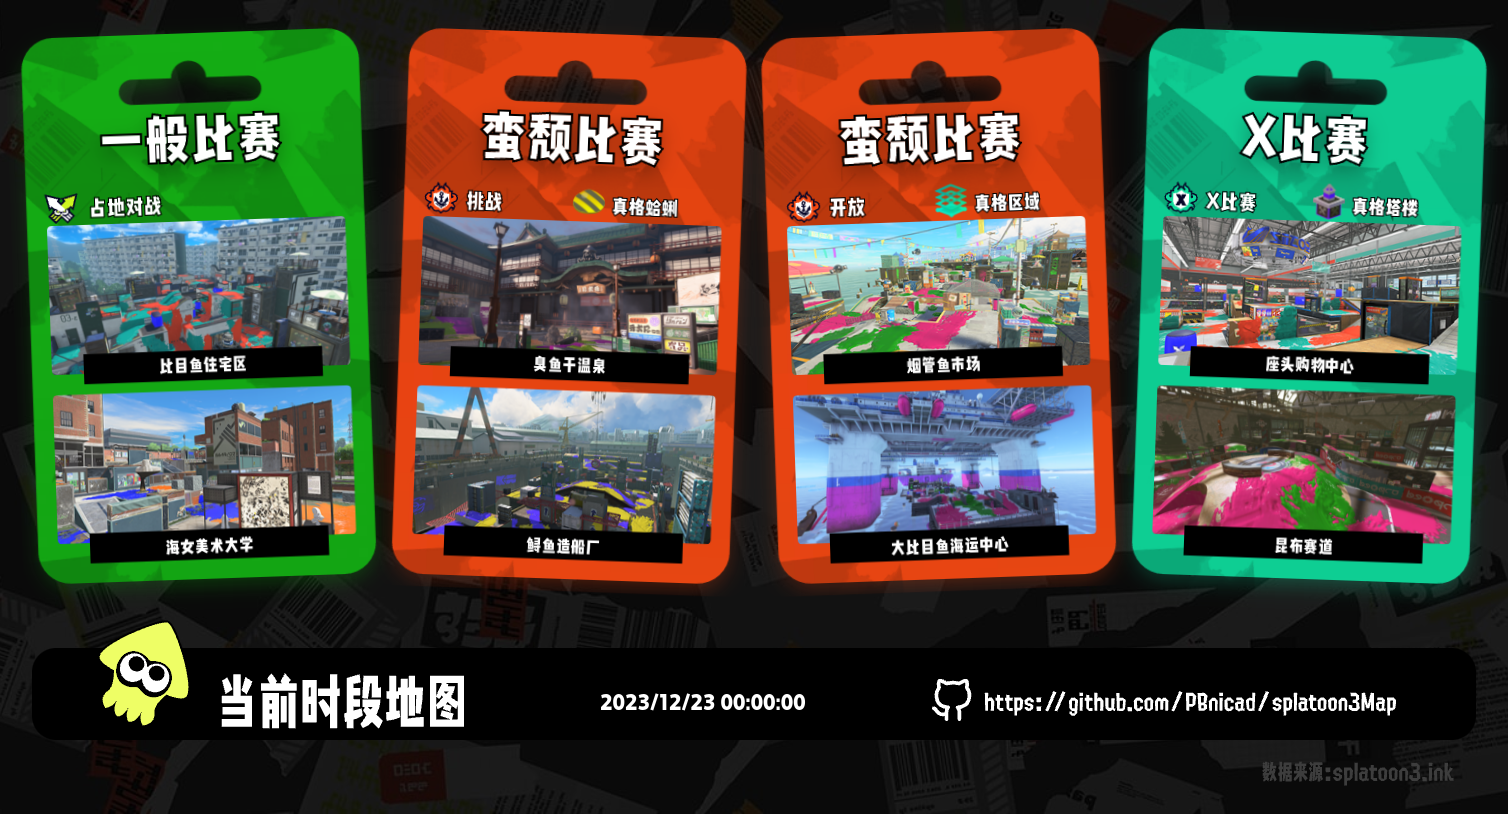 一般比赛
占地对战
比目鱼住宅区
海女美术大学
蛮颓比赛
挑战
真格蛤蜊
臭鱼干温泉
鲟鱼造船厂
蛮颓比赛
开放
真格区域
烟管鱼市场
大比目鱼海运中心
X比赛
X比赛
真格塔楼
座头购物中心
昆布赛道
当前时段地图
2023/12/23 00:00:00
https://github.com/PBnicad/splatoon3Map
数据来源:splatoon3.ink